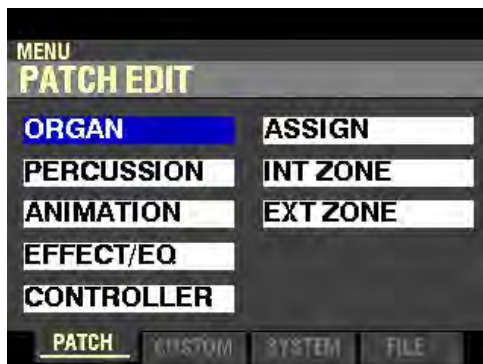 MENU
PATCH EDIT
ORGAN
PERCUSSION
ANIMATION
EFFECT/EQ
CONTROLLER
ASSIGN
INT ZONE
EXT ZONE
PATCH CUSTOM SYSTEM FILE